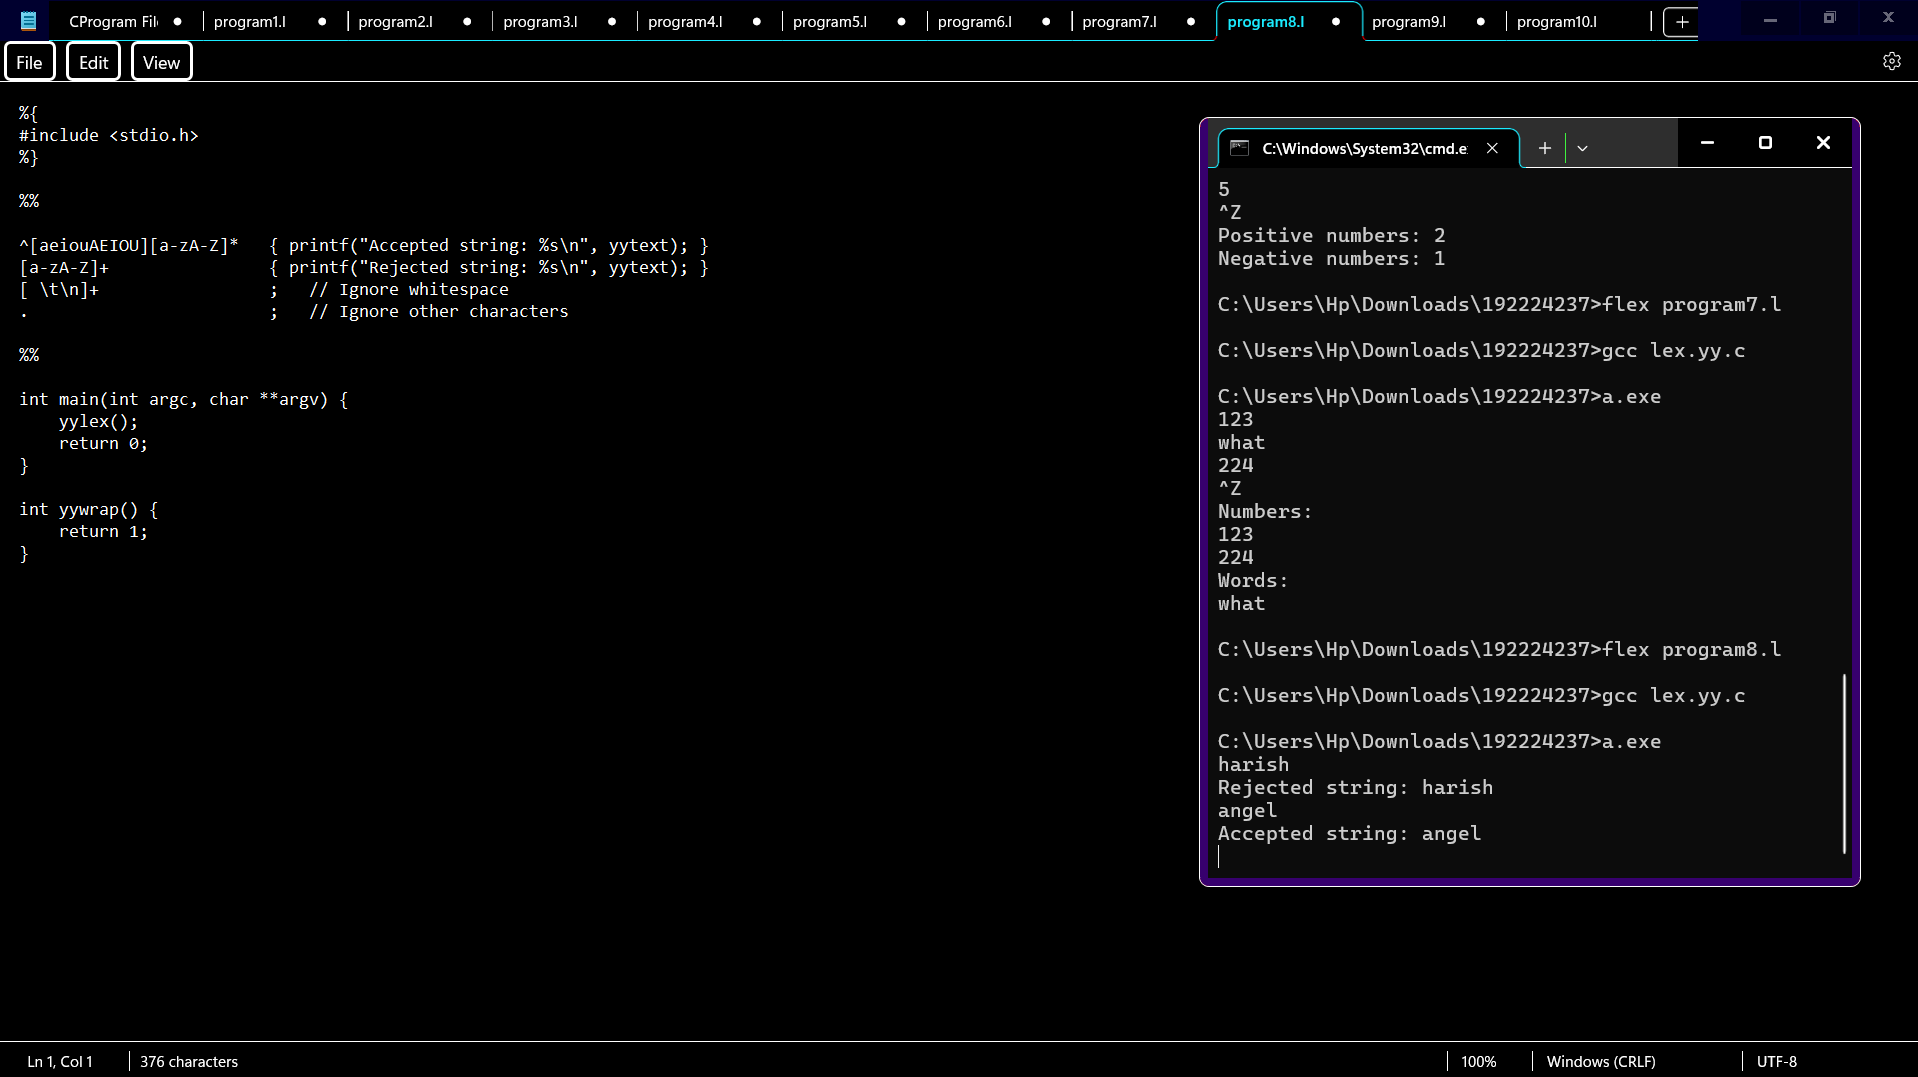 CProgram Fil program1.l program2.l program3.l program4.l program5.l program6.l program7.l program8.l program9.l program10.l
File Edit View
%{
#include <stdio.h>
%}
%%
^[aeiouAEIOU][a-zA-Z]*   { printf("Accepted string: %s\n", yytext); }
[a-zA-Z]+                { printf("Rejected string: %s\n", yytext); }
[ \t\n]+                 ;   // Ignore whitespace
.                        ;   // Ignore other characters
%%
int main(int argc, char **argv) {
    yylex();
    return 0;
}
int yywrap() {
    return 1;
}
C:\Windows\System32\cmd.e
5
^Z
Positive numbers: 2
Negative numbers: 1
C:\Users\Hp\Downloads\192224237>flex program7.l
C:\Users\Hp\Downloads\192224237>gcc lex.yy.c
C:\Users\Hp\Downloads\192224237>a.exe
123
what
224
^Z
Numbers:
123
224
Words:
what
C:\Users\Hp\Downloads\192224237>flex program8.l
C:\Users\Hp\Downloads\192224237>gcc lex.yy.c
C:\Users\Hp\Downloads\192224237>a.exe
harish
Rejected string: harish
angel
Accepted string: angel
Ln 1, Col 1 376 characters 100% Windows (CRLF) UTF-8